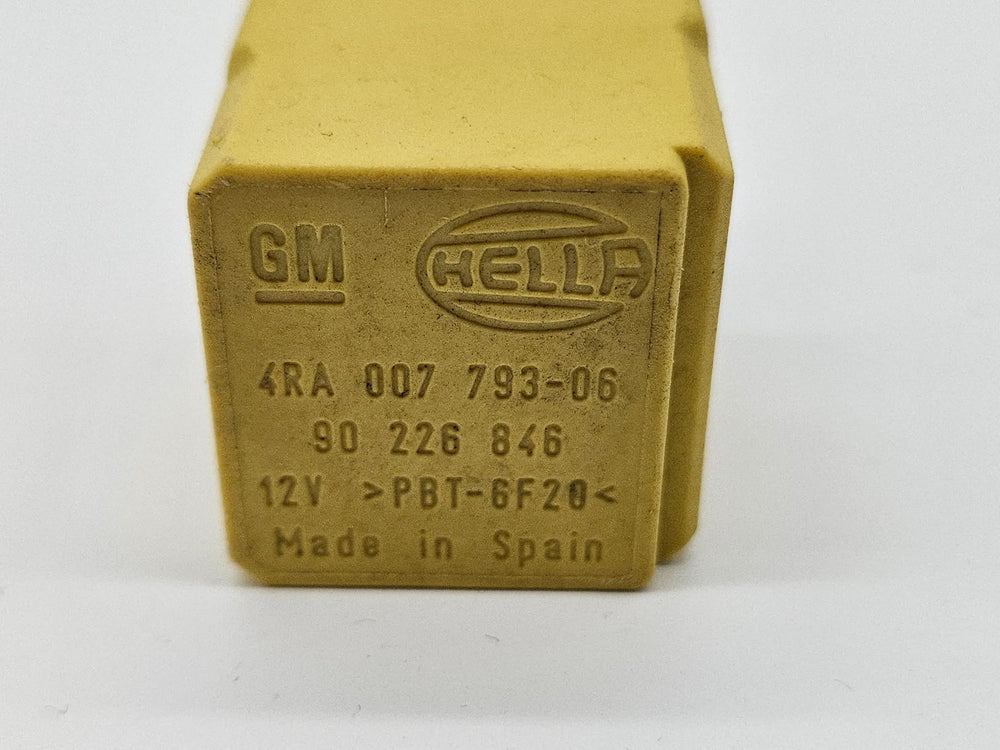 GM HELLA
4RA 007 793-06
90 226 846
12V >PBT-GF20<
Made in Spain